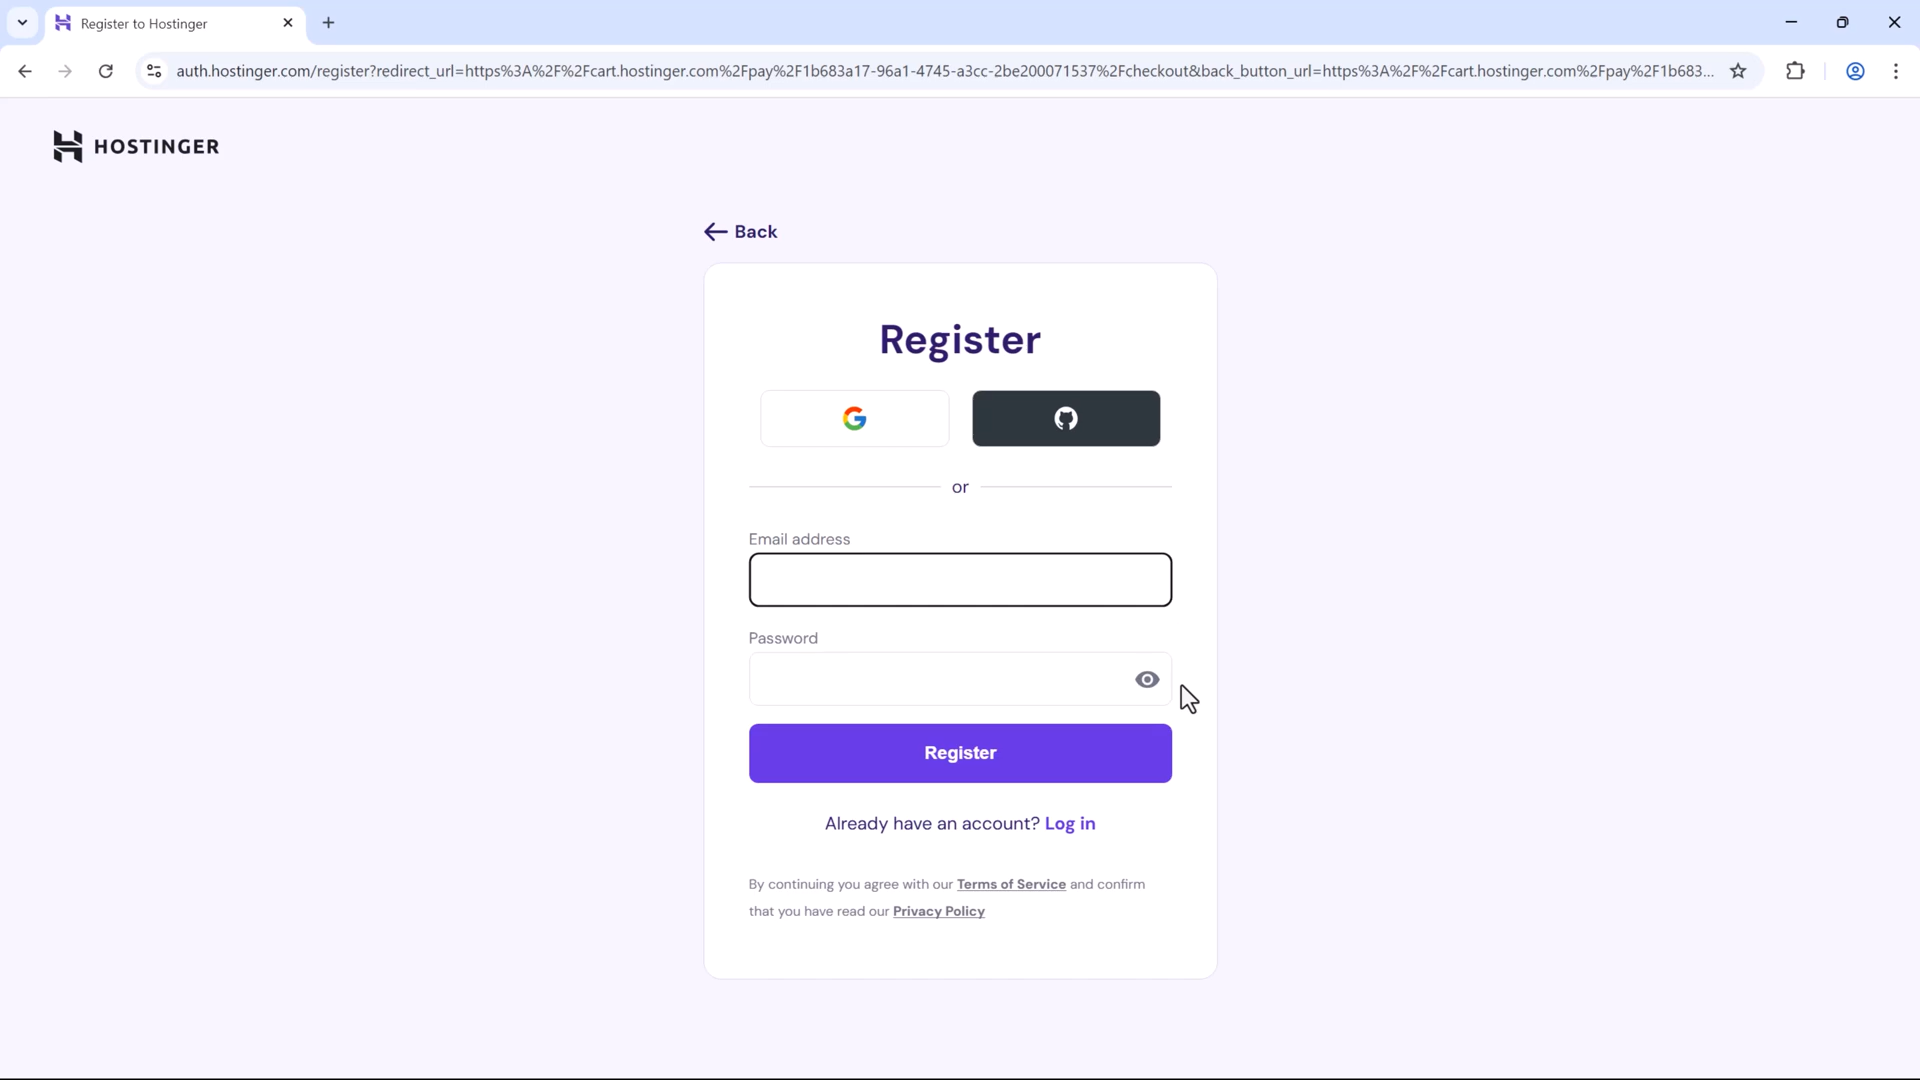 Register to Hostinger
auth.hostinger.com/register?redirect_url=https%3A%2F%2Fcart.hostinger.com%2Fpay%2F1b683a17-96a1-4745-a3cc-2be200071537%2Fcheckout&back_button_url=https%3A%2F%2Fcart.hostinger.com%2Fpay%2F1b683...
HOSTINGER
Back
Register
or
Email address
Password
Register
Already have an account? Log in
By continuing you agree with our Terms of Service and confirm
that you have read our Privacy Policy